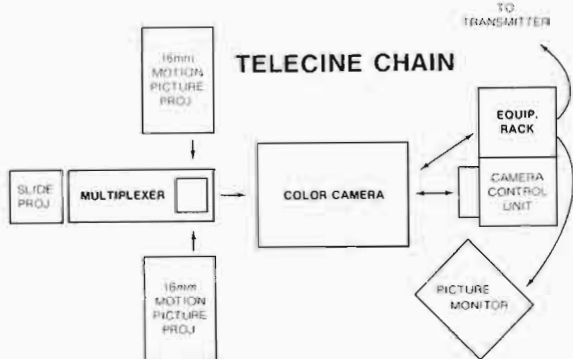 TO
TRANSMITTER
TELECINE CHAIN
16mm
MOTION
PICTURE
PROJ
EQUIP.
RACK
SLIDE
PROJ
MULTIPLEXER
COLOR CAMERA
CAMERA
CONTROL
UNIT
16mm
MOTION
PICTURE
PROJ
PICTURE
MONITOR